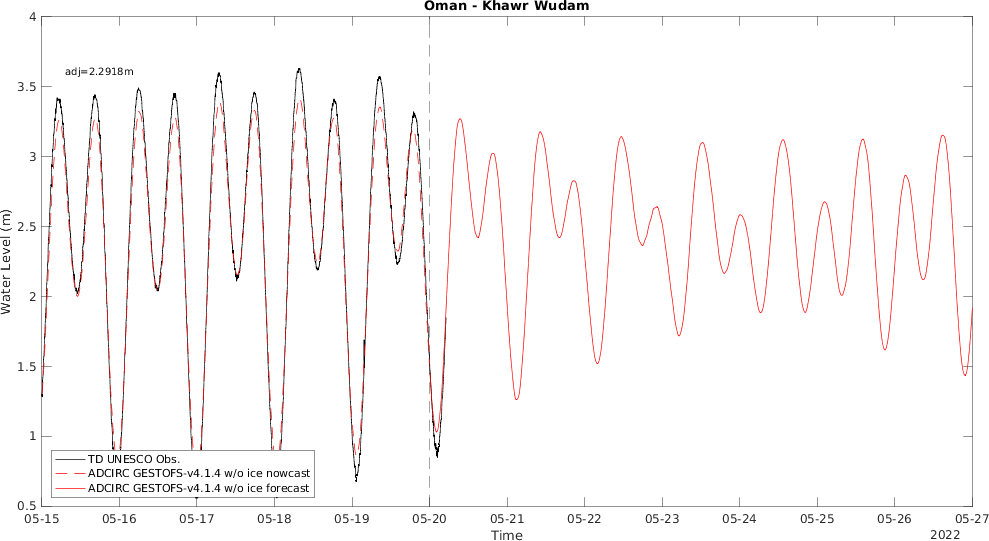 Oman - Khawr Wudam
4
adj=2.2918m
3.5
3
2.5
2
1.5
1
0.5
Water Level (m)
TD UNESCO Obs.
ADCIRC GESTOFS-v4.1.4 w/o ice nowcast
ADCIRC GESTOFS-v4.1.4 w/o ice forecast
05-15 05-16 05-17 05-18 05-19 05-20 05-21 05-22 05-23 05-24 05-25 05-26 05-27
Time
2022